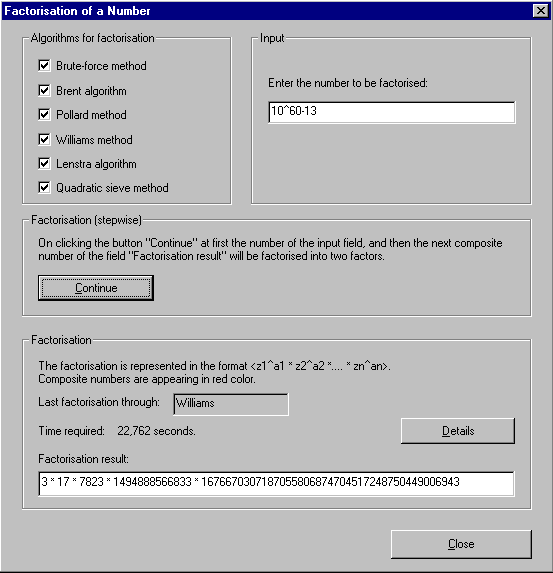 Factorisation of a Number
Algorithms for factorisation
Brute-force method
Brent algorithm
Pollard method
Williams method
Lenstra algorithm
Quadratic sieve method
Input
Enter the number to be factorised:
10^60-13
Factorisation (stepwise)
On clicking the button "Continue" at first the number of the input field, and then the next composite
number of the field "Factorisation result" will be factorised into two factors.
Continue
Factorisation
The factorisation is represented in the format <z1^a1 * z2^a2 *.... * zn^an>.
Composite numbers are appearing in red color.
Last factorisation through: Williams
Time required: 22,762 seconds.
Details
Factorisation result:
3 * 17 * 7823 * 1494888566833 * 1676670307187055806874704517248750449006943
Close